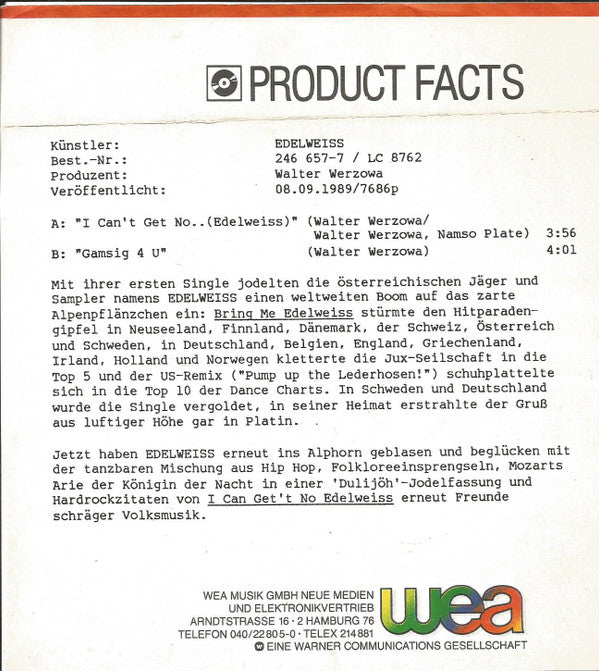 PRODUCT FACTS
Künstler: EDELWEISS
Best.-Nr.: 246 657-7 / LC 8762
Produzent: Walter Werzowa
Veröffentlicht: 08.09.1989/7686p
A: "I Can't Get No..(Edelweiss)" (Walter Werzowa/
Walter Werzowa, Namso Plate) 3:56
B: "Gamsig 4 U" (Walter Werzowa) 4:01
Mit ihrer ersten Single jodelten die österreichischen Jäger und
Sampler namens EDELWEISS einen weltweiten Boom auf das zarte
Alpenpflänzchen ein: Bring Me Edelweiss stürmte den Hitparaden-
gipfel in Neuseeland, Finnland, Dänemark, der Schweiz, Österreich
und Schweden, in Deutschland, Belgien, England, Griechenland,
Irland, Holland und Norwegen kletterte die Jux-Seilschaft in die
Top 5 und der US-Remix ("Pump up the Lederhosen!") schuhplattelte
sich in die Top 10 der Dance Charts. In Schweden und Deutschland
wurde die Single vergoldet, in seiner Heimat erstrahlte der Gruß
aus luftiger Höhe gar in Platin.
Jetzt haben EDELWEISS erneut ins Alphorn geblasen und beglücken mit
der tanzbaren Mischung aus Hip Hop, Folkloreeinsprengseln, Mozarts
Arie der Königin der Nacht in einer 'Dulijöh'-Jodelfassung und
Hardrockzitaten von I Can Get't No Edelweiss erneut Freunde
schräger Volksmusik.
WEA MUSIK GMBH NEUE MEDIEN
UND ELEKTRONIKVERTRIEB
ARNDTSTRASSE 16 · 2 HAMBURG 76
TELEFON 040/22805-0 · TELEX 214881
wea
EINE WARNER COMMUNICATIONS GESELLSCHAFT